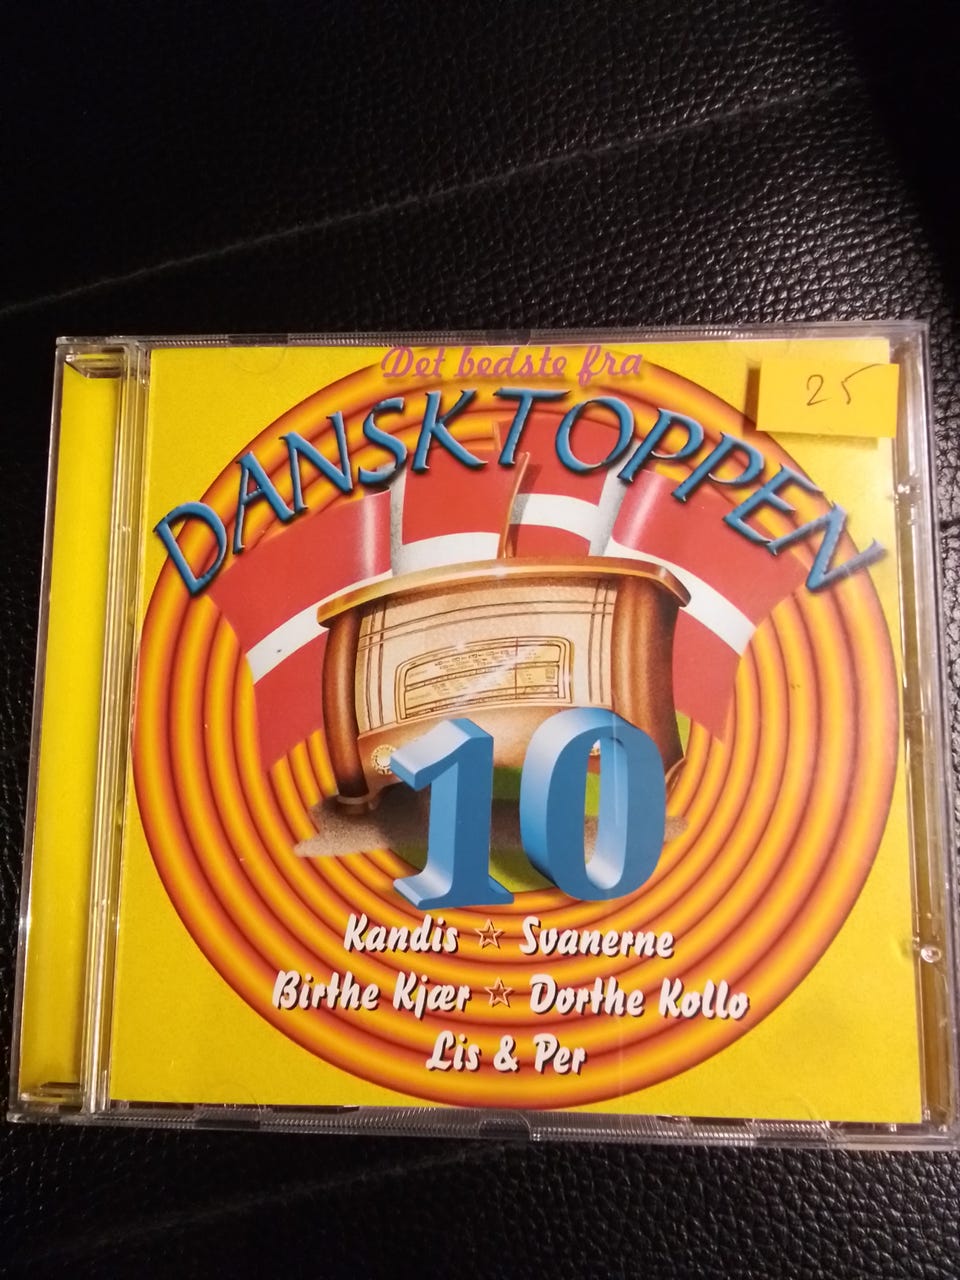 Det bedste fra
DANSKTOPPEN
25
10
Kandis ☆ Svanerne
Birthe Kjær ☆ Dorthe Kollo
Lis & Per